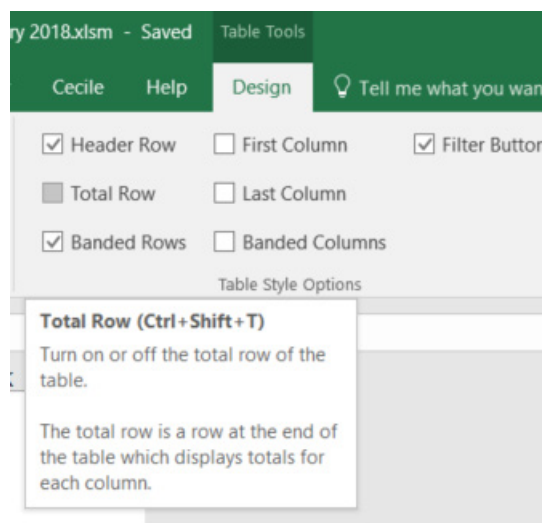 ry 2018.xlsm - Saved Table Tools
Cecile Help Design Tell me what you wan
Header Row First Column Filter Button
Total Row Last Column
Banded Rows Banded Columns
Table Style Options
Total Row (Ctrl+Shift+T)
Turn on or off the total row of the
table.
The total row is a row at the end of
the table which displays totals for
each column.